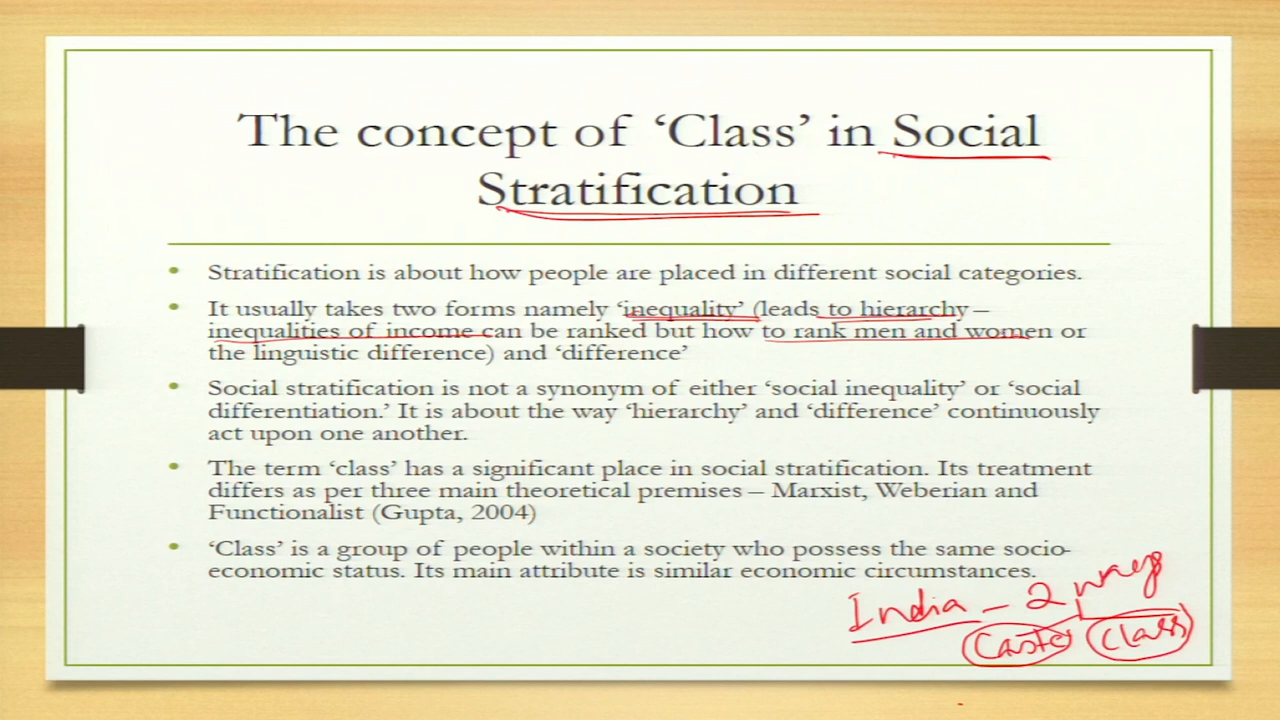 The concept of ‘Class’ in Social
Stratification
• Stratification is about how people are placed in different social categories.
• It usually takes two forms namely ‘inequality’ (leads to hierarchy –
inequalities of income can be ranked but how to rank men and women or
the linguistic difference) and ‘difference’
• Social stratification is not a synonym of either ‘social inequality’ or ‘social
differentiation.’ It is about the way ‘hierarchy’ and ‘difference’ continuously
act upon one another.
• The term ‘class’ has a significant place in social stratification. Its treatment
differs as per three main theoretical premises – Marxist, Weberian and
Functionalist (Gupta, 2004)
• ‘Class’ is a group of people within a society who possess the same socio-
economic status. Its main attribute is similar economic circumstances.
India – 2 ways
Caste Class